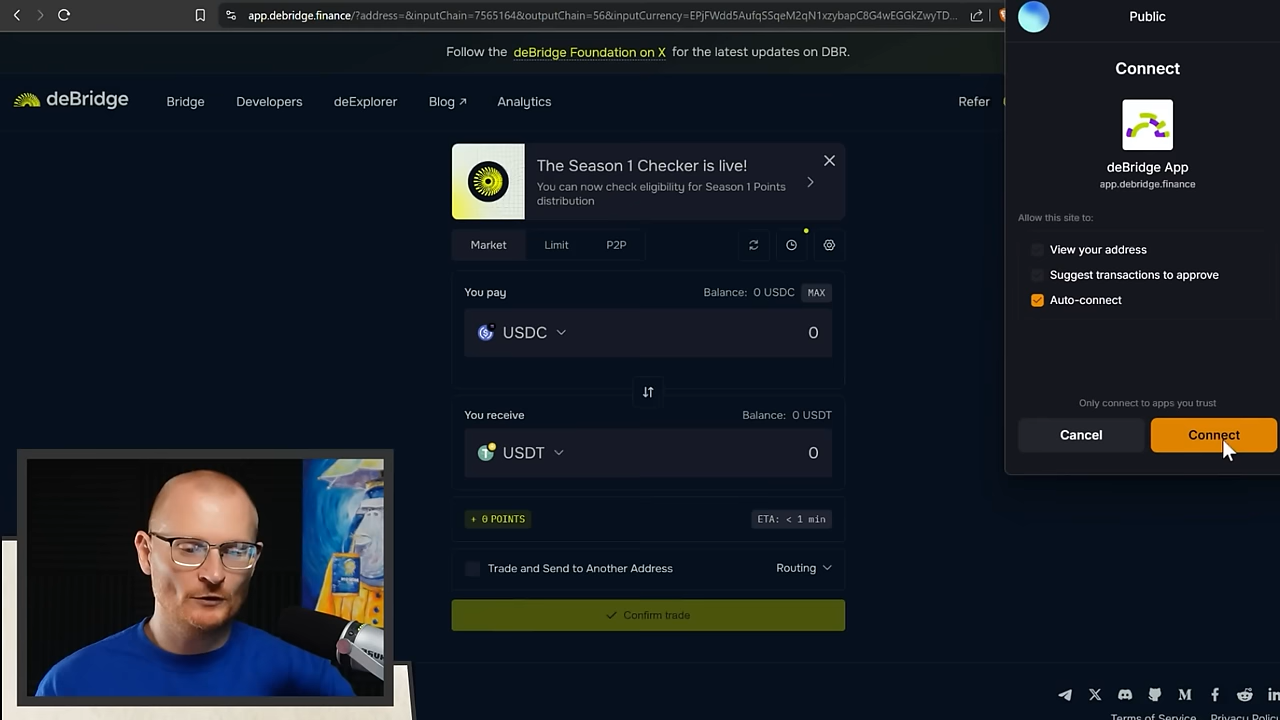 app.debridge.finance/?address=&inputChain=7565164&outputChain=56&inputCurrency=EPjFWdd5AufqSSqeM2qN1xzybapC8G4wEGGkZwyTD...
Follow the deBridge Foundation on X for the latest updates on DBR.
deBridge
Bridge
Developers
deExplorer
Blog ↗
Analytics
Refer
The Season 1 Checker is live!
You can now check eligibility for Season 1 Points
distribution
Market
Limit
P2P
You pay
Balance: 0 USDC
MAX
USDC
0
You receive
Balance: 0 USDT
USDT
0
+ 0 POINTS
ETA: < 1 min
Trade and Send to Another Address
Routing
Confirm trade
Public
Connect
deBridge App
app.debridge.finance
Allow this site to:
View your address
Suggest transactions to approve
Auto-connect
Only connect to apps you trust
Cancel
Connect
Terms of Service
Privacy Policy